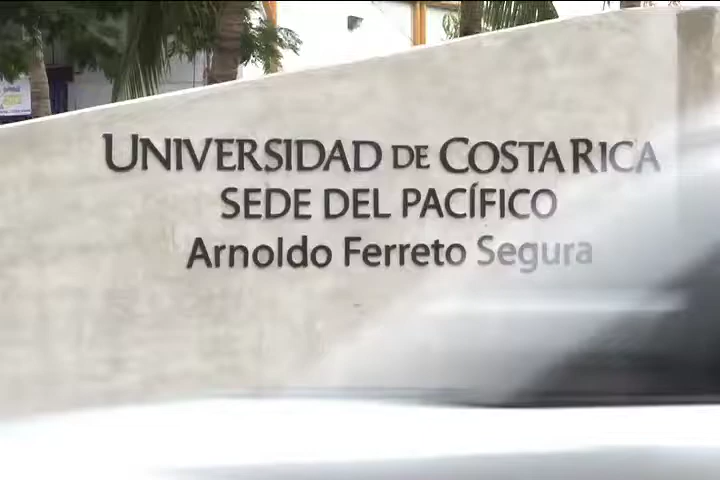 UNIVERSIDAD DE COSTA RICA
SEDE DEL PACÍFICO
Arnoldo Ferreto Segura